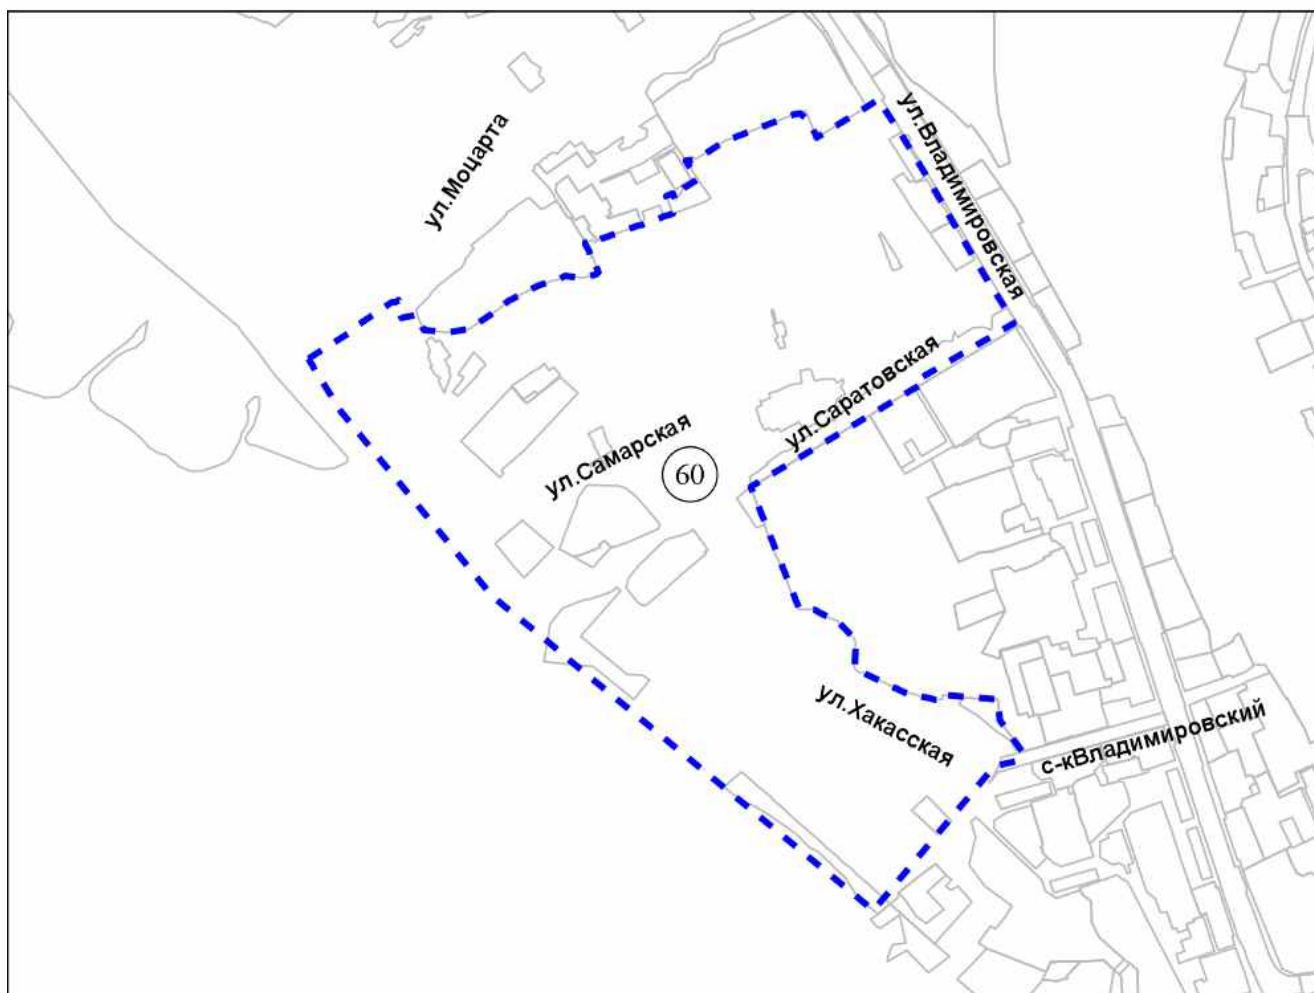 ул.Владимировская
ул.Моцарта
ул.Саратовская
ул.Самарская
60
ул.Хакасская
с-кВладимировский